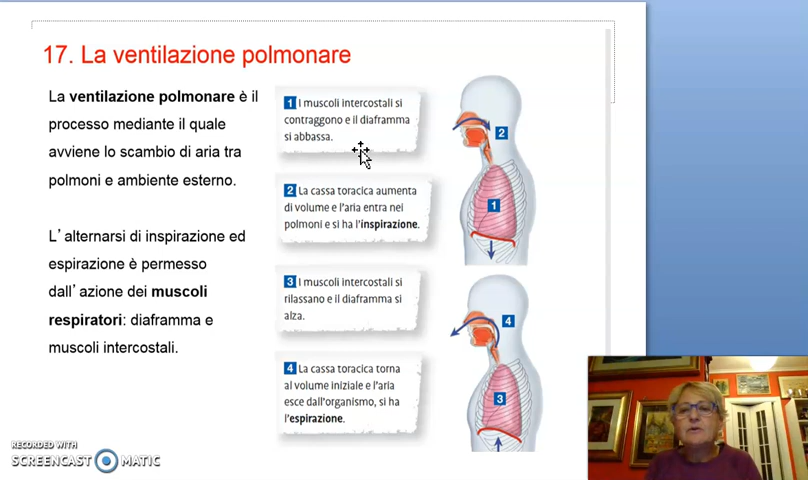 17. La ventilazione polmonare
La ventilazione polmonare è il
processo mediante il quale
avviene lo scambio di aria tra
polmoni e ambiente esterno.
L'alternarsi di inspirazione ed
espirazione è permesso
dall'azione dei muscoli
respiratori: diaframma e
muscoli intercostali.
1 I muscoli intercostali si
contraggono e il diaframma
si abbassa.
2 La cassa toracica aumenta
di volume e l'aria entra nei
polmoni e si ha l'inspirazione.
3 I muscoli intercostali si
rilassano e il diaframma si
alza.
4 La cassa toracica torna
al volume iniziale e l'aria
esce dall'organismo, si ha
l'espirazione.
2
1
4
3
RECORDED WITH
SCREENCAST MATIC